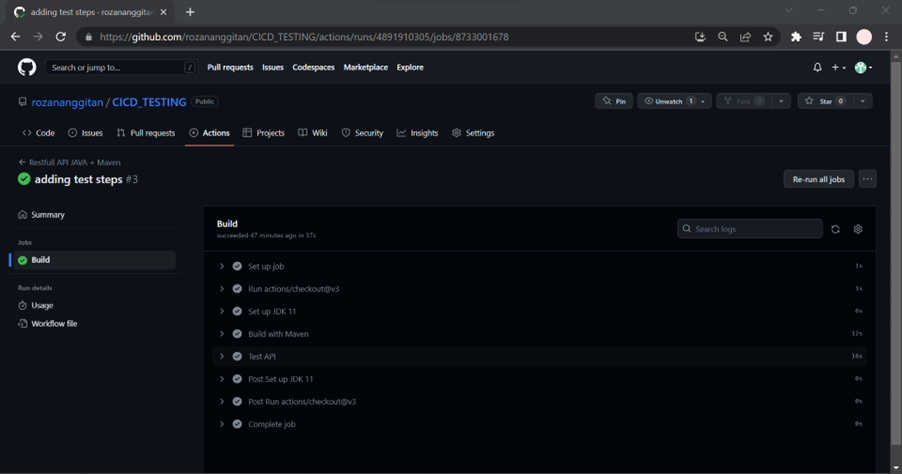 adding test steps · rozananggitan
https://github.com/rozananggitan/CICD_TESTING/actions/runs/4891910305/jobs/8733001678
Search or jump to...
/
Pull requests
Issues
Codespaces
Marketplace
Explore
rozananggitan / CICD_TESTING
Public
Pin
Unwatch 1
Fork
Star 0
Code
Issues
Pull requests
Actions
Projects
Wiki
Security
Insights
Settings
Restfull API JAVA + Maven
adding test steps #3
Re-run all jobs
Summary
Jobs
Build
Run details
Usage
Workflow file
Build
succeeded 47 minutes ago in 37s
Search logs
Set up job 1s
Run actions/checkout@v3 1s
Set up JDK 11 6s
Build with Maven 12s
Test API 16s
Post Set up JDK 11 0s
Post Run actions/checkout@v3 0s
Complete job 0s